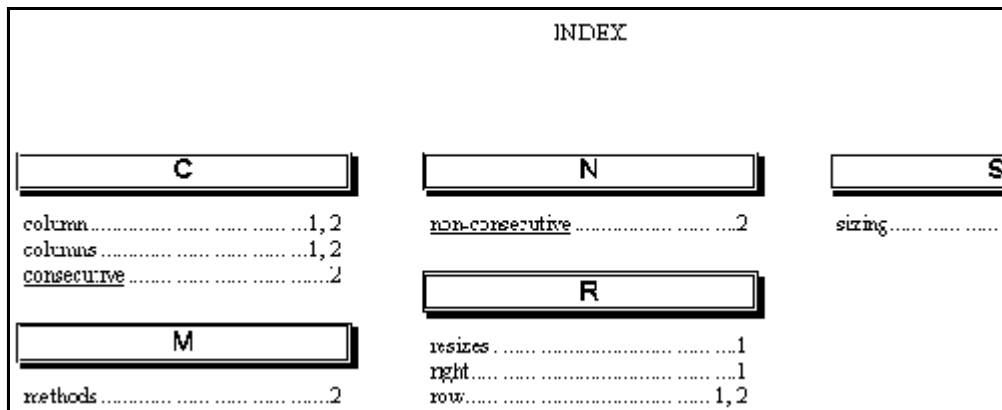 INDEX
C
column 1, 2
columns 1, 2
consecutive 2
M
methods 2
N
non-consecutive 2
R
resizes 1
right 1
row 1, 2
S
sizing